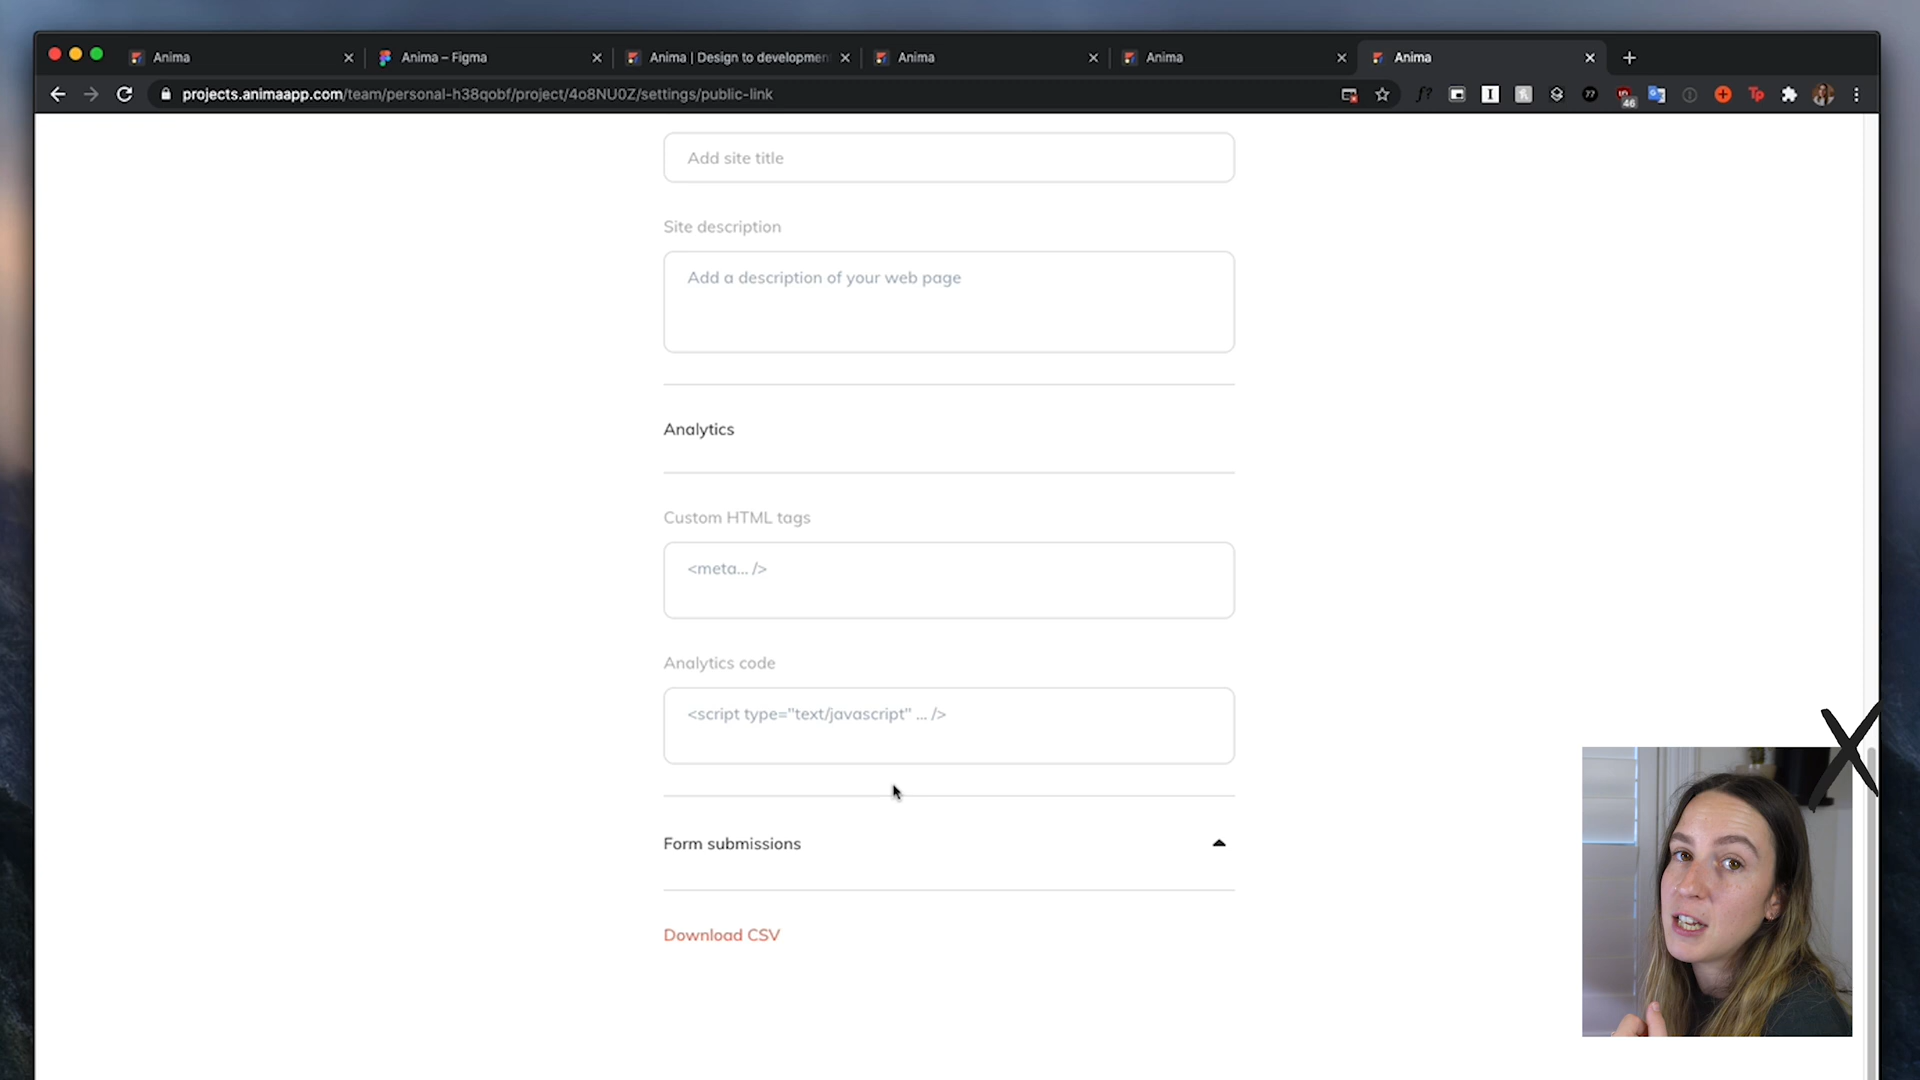 Anima
Anima – Figma
Anima | Design to developmen
Anima
Anima
Anima
projects.animaapp.com/team/personal-h38qobf/project/4o8NU0Z/settings/public-link
46
Add site title
Site description
Add a description of your web page
Analytics
Custom HTML tags
<meta... />
Analytics code
<script type="text/javascript" ... />
Form submissions
Download CSV